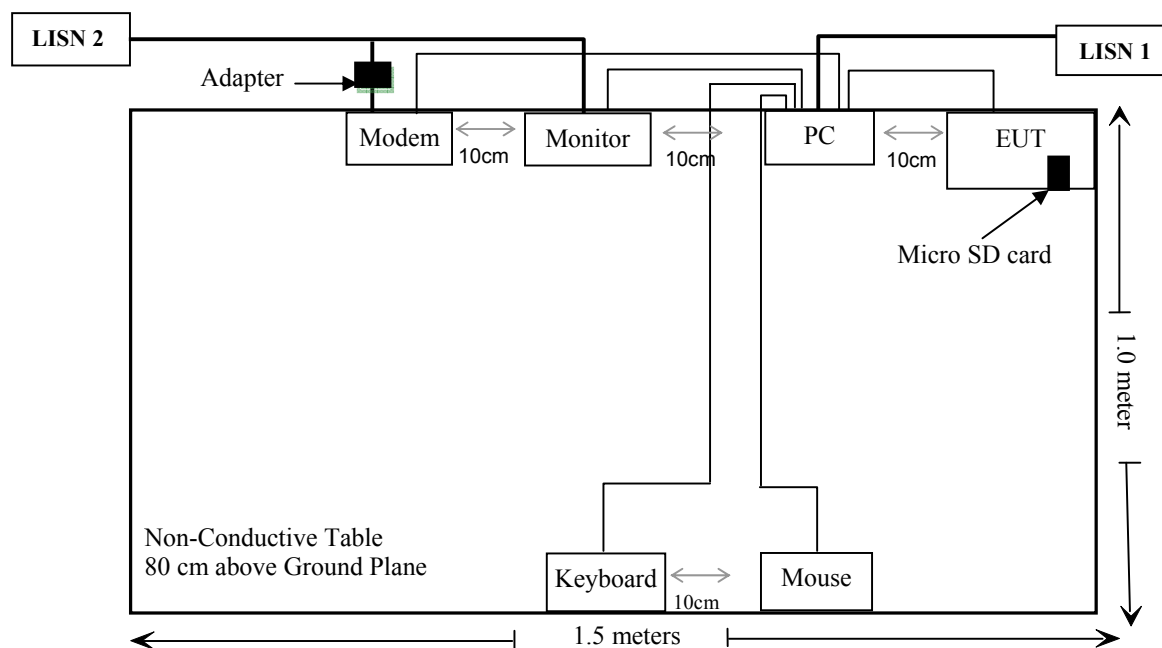 LISN 2
LISN 1
Adapter
Modem
Monitor
PC
EUT
10cm
10cm
10cm
Micro SD card
1.0 meter
Non-Conductive Table
80 cm above Ground Plane
Keyboard
Mouse
10cm
1.5 meters